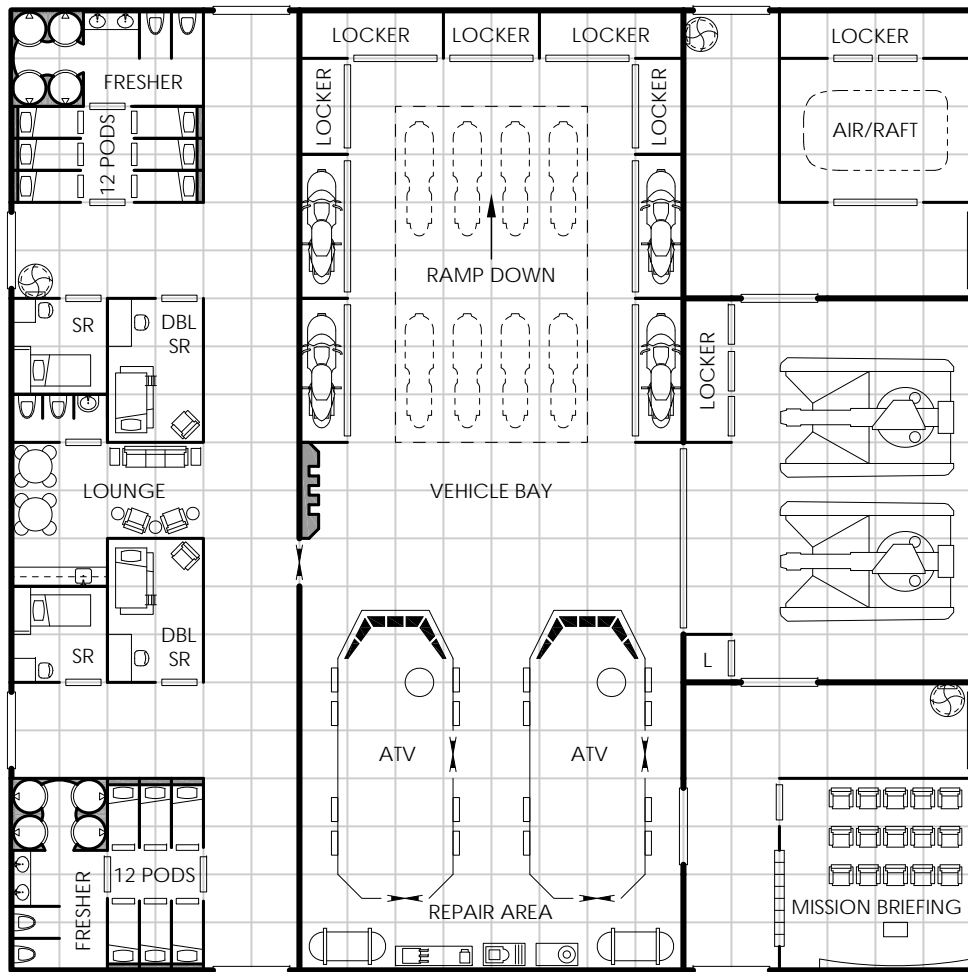 LOCKER
LOCKER
LOCKER
LOCKER
FRESHER
LOCKER
LOCKER
AIR/RAFT
12 PODS
RAMP DOWN
SR
DBL
SR
LOCKER
LOUNGE
VEHICLE BAY
SR
DBL
SR
L
ATV
ATV
12 PODS
FRESHER
REPAIR AREA
MISSION BRIEFING